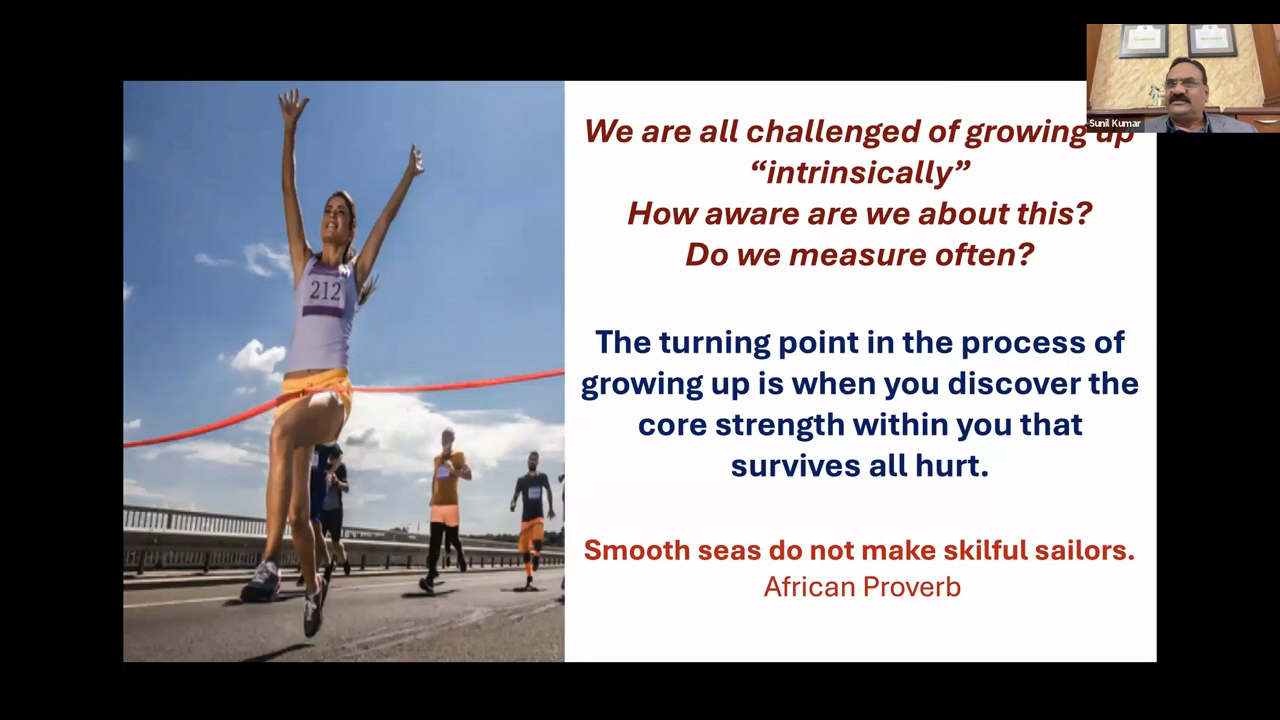 We are all challenged of growing up
“intrinsically”
How aware are we about this?
Do we measure often?
The turning point in the process of
growing up is when you discover the
core strength within you that
survives all hurt.
Smooth seas do not make skilful sailors.
African Proverb
212
Sunil Kumar